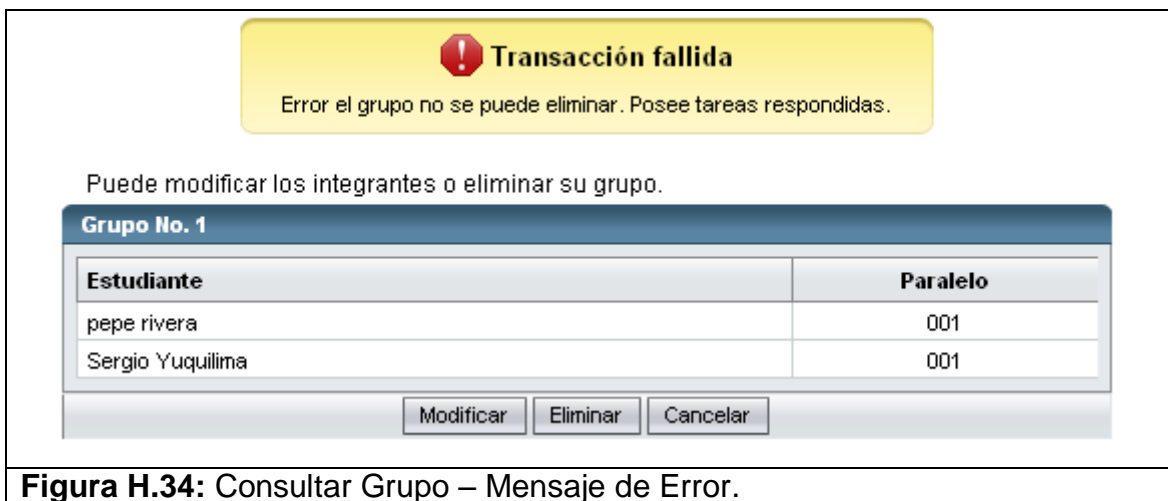 Transacción fallida
Error el grupo no se puede eliminar. Posee tareas respondidas.
Puede modificar los integrantes o eliminar su grupo.
Grupo No. 1
Estudiante Paralelo
pepe rivera 001
Sergio Yuquilima 001
Modificar Eliminar Cancelar
Figura H.34: Consultar Grupo – Mensaje de Error.